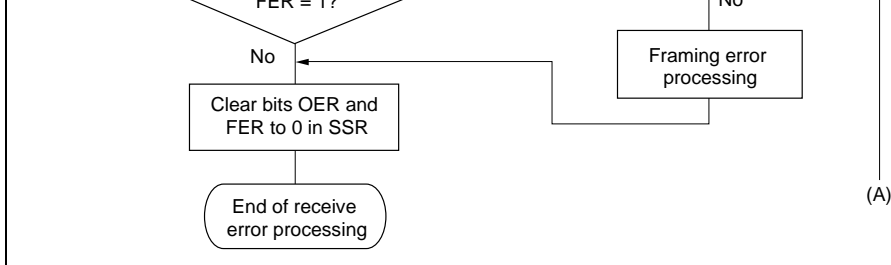 FER = 1?
No
No
Framing error
processing
Clear bits OER and
FER to 0 in SSR
(A)
End of receive
error processing